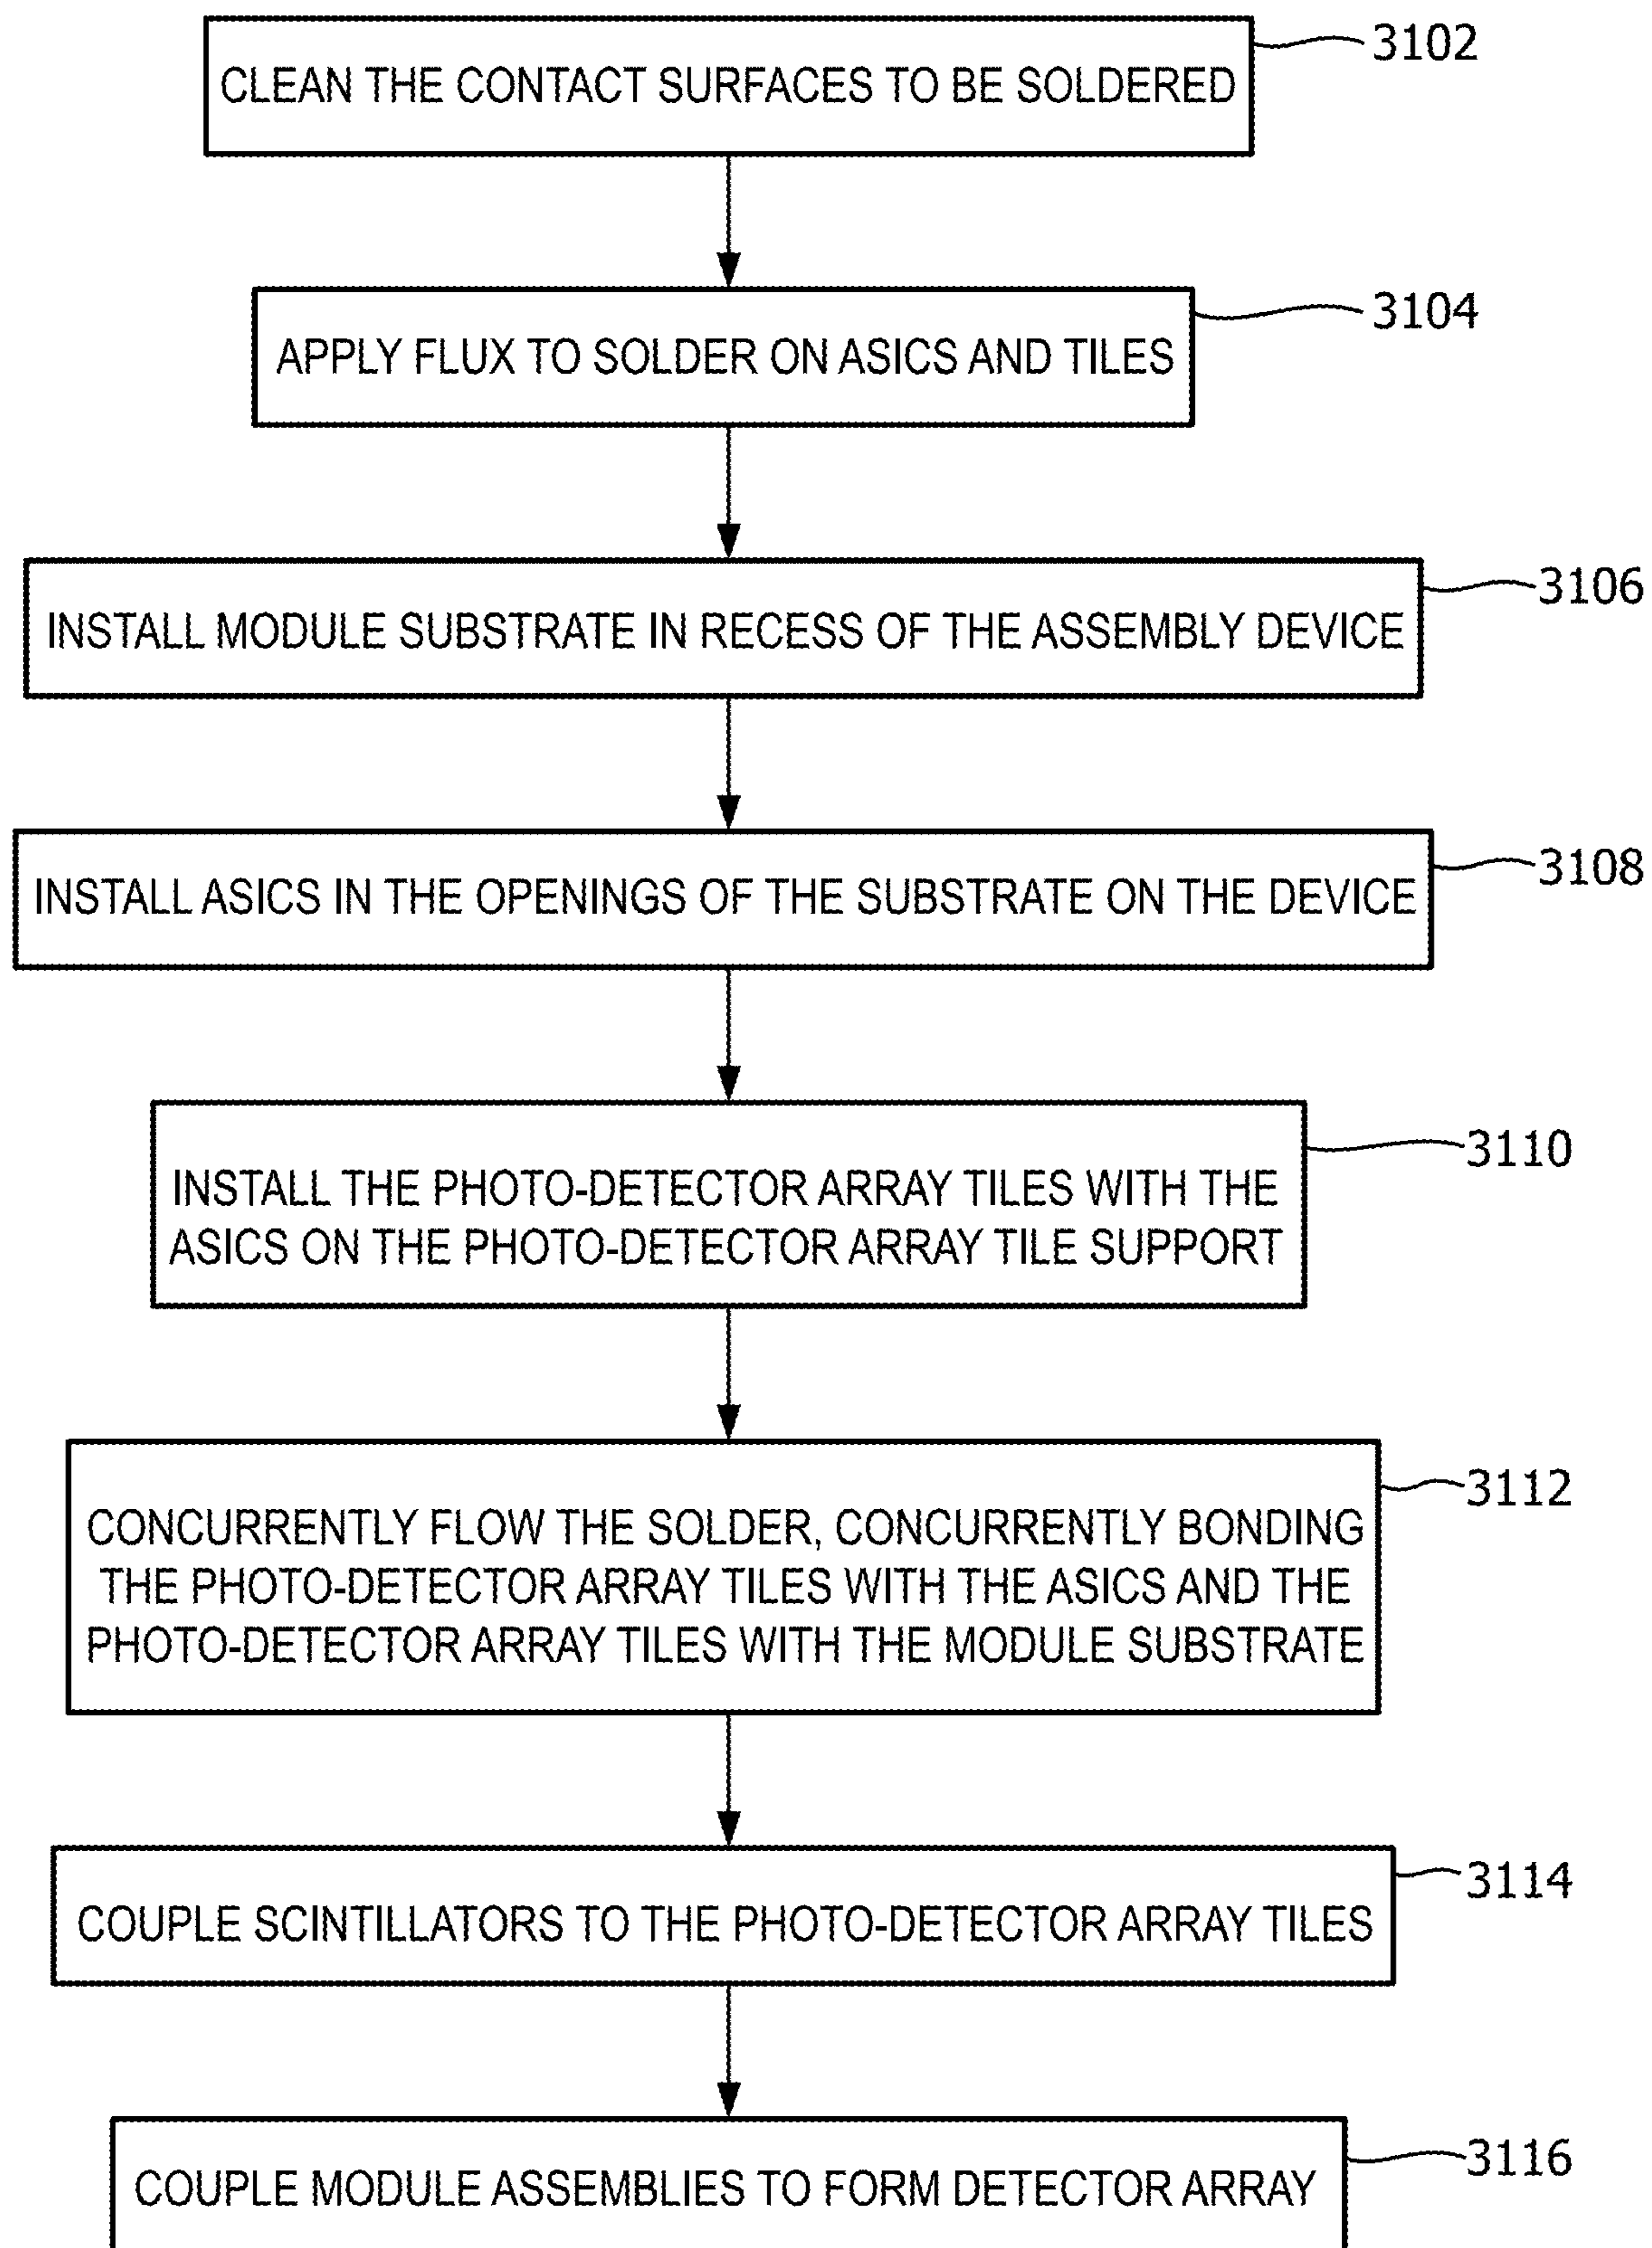 CLEAN THE CONTACT SURFACES TO BE SOLDERED
3102
APPLY FLUX TO SOLDER ON ASICS AND TILES
3104
INSTALL MODULE SUBSTRATE IN RECESS OF THE ASSEMBLY DEVICE
3106
INSTALL ASICS IN THE OPENINGS OF THE SUBSTRATE ON THE DEVICE
3108
INSTALL THE PHOTO-DETECTOR ARRAY TILES WITH THE
ASICS ON THE PHOTO-DETECTOR ARRAY TILE SUPPORT
3110
CONCURRENTLY FLOW THE SOLDER, CONCURRENTLY BONDING
THE PHOTO-DETECTOR ARRAY TILES WITH THE ASICS AND THE
PHOTO-DETECTOR ARRAY TILES WITH THE MODULE SUBSTRATE
3112
COUPLE SCINTILLATORS TO THE PHOTO-DETECTOR ARRAY TILES
3114
COUPLE MODULE ASSEMBLIES TO FORM DETECTOR ARRAY
3116